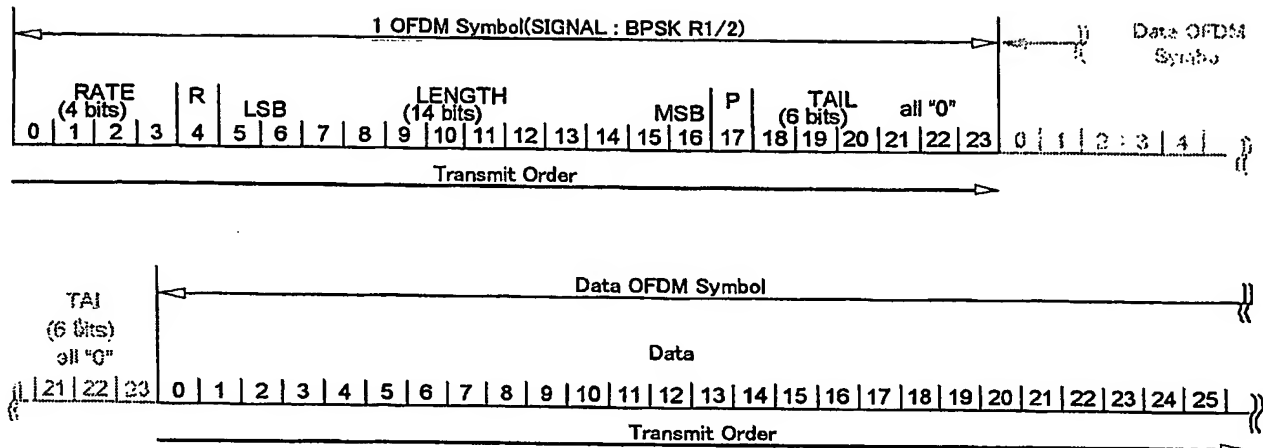 1 OFDM Symbol(SIGNAL : BPSK R1/2)
Data OFDM
Symbo
RATE
(4 bits)
R
LSB
LENGTH
(14 bits)
MSB
P
TAIL
(6 bits)
all "0"
0 1 2 3 4 5 6 7 8 9 10 11 12 13 14 15 16 17 18 19 20 21 22 23 0 1 2 3 4
Transmit Order
Data OFDM Symbol
TAI
(6 bits)
all "0"
Data
21 22 23 0 1 2 3 4 5 6 7 8 9 10 11 12 13 14 15 16 17 18 19 20 21 22 23 24 25
Transmit Order